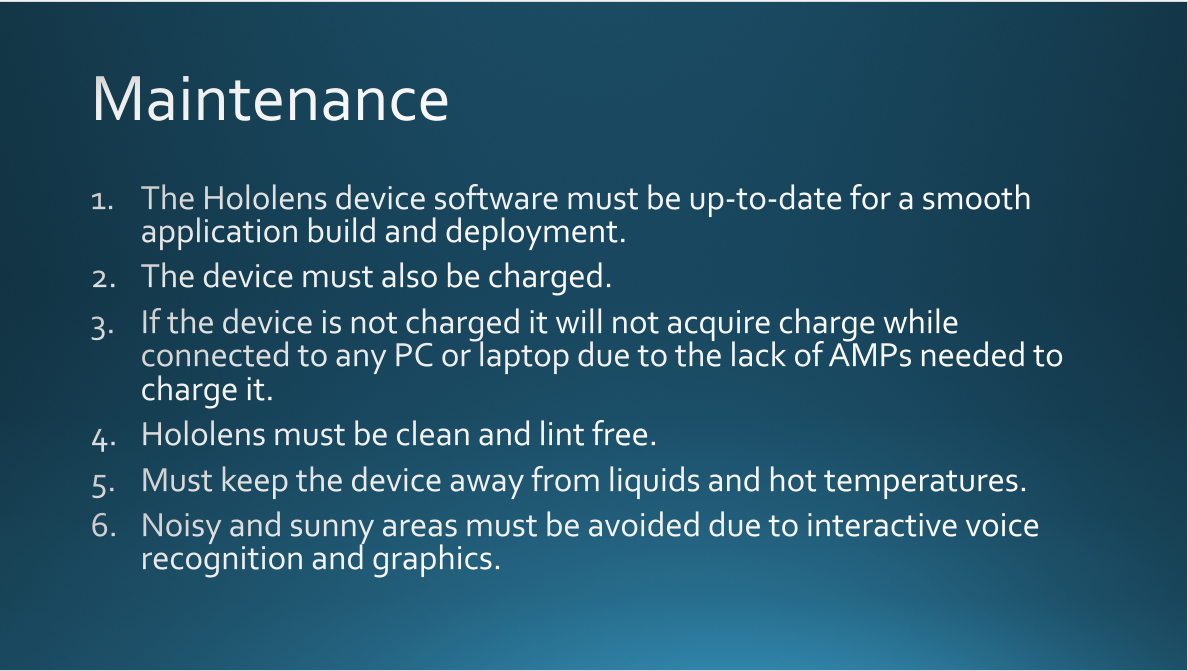 Maintenance
1. The Hololens device software must be up-to-date for a smooth
application build and deployment.
2. The device must also be charged.
3. If the device is not charged it will not acquire charge while
connected to any PC or laptop due to the lack of AMPs needed to
charge it.
4. Hololens must be clean and lint free.
5. Must keep the device away from liquids and hot temperatures.
6. Noisy and sunny areas must be avoided due to interactive voice
recognition and graphics.